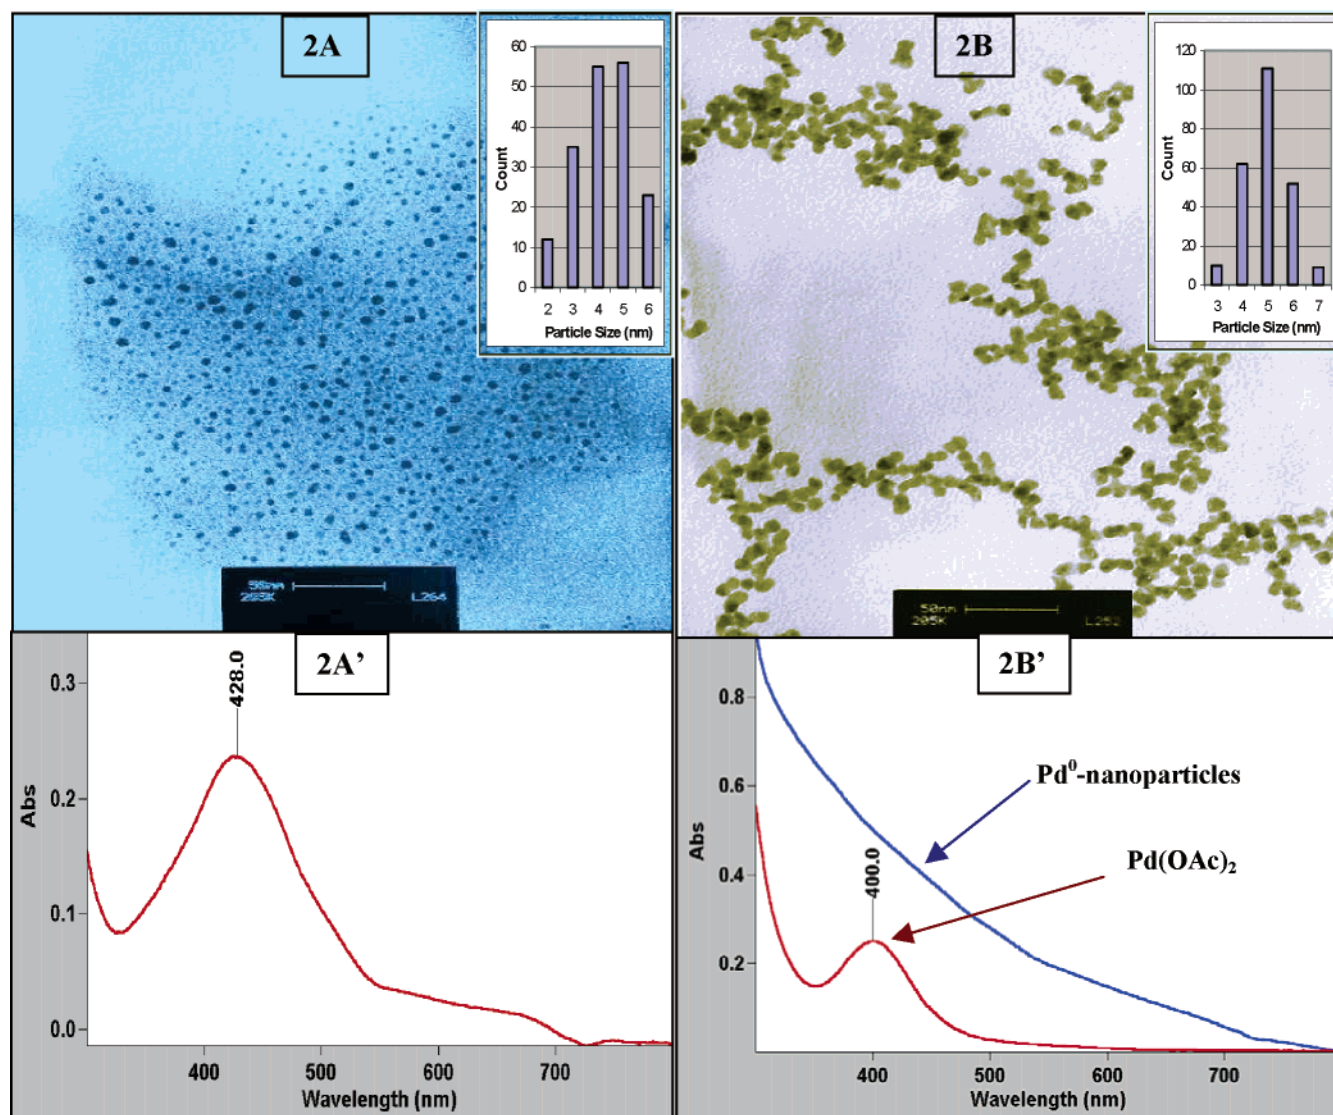 2A
60
50
40
30
20
10
0
Count
2 3 4 5 6
Particle Size (nm)
50nm
205K
L264
2B
120
100
80
60
40
20
0
Count
3 4 5 6 7
Particle Size (nm)
50nm
205K
L252
2A’
428.0
0.3
0.2
0.1
0.0
Abs
400 500 600 700
Wavelength (nm)
2B’
0.8
0.6
0.4
0.2
Abs
Pd⁰-nanoparticles
Pd(OAc)₂
400.0
400 500 600 700
Wavelength (nm)